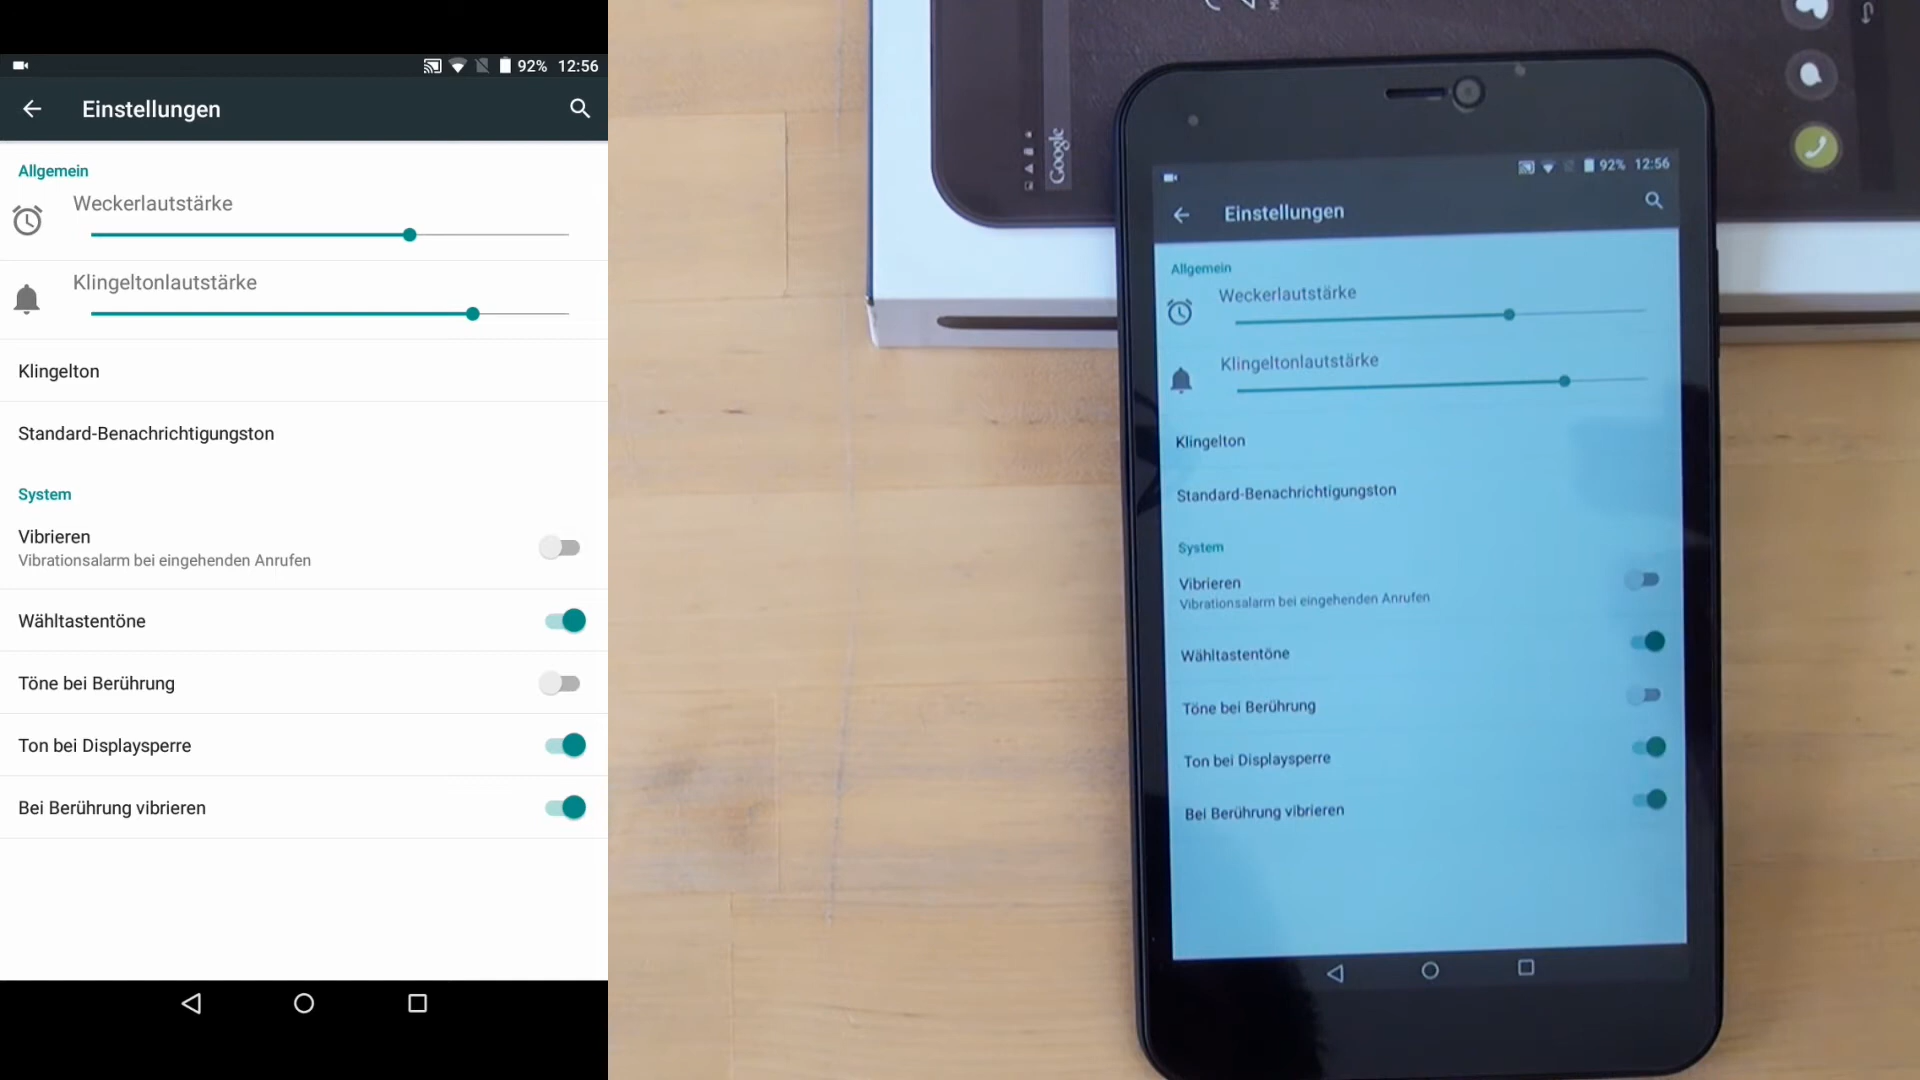 92% 12:56
Einstellungen
Allgemein
Weckerlautstärke
Klingeltonlautstärke
Klingelton
Standard-Benachrichtigungston
System
Vibrieren
Vibrationsalarm bei eingehenden Anrufen
Wähltastentöne
Töne bei Berührung
Ton bei Displaysperre
Bei Berührung vibrieren
Google
92% 12:56
Einstellungen
Allgemein
Weckerlautstärke
Klingeltonlautstärke
Klingelton
Standard-Benachrichtigungston
System
Vibrieren
Vibrationsalarm bei eingehenden Anrufen
Wähltastentöne
Töne bei Berührung
Ton bei Displaysperre
Bei Berührung vibrieren